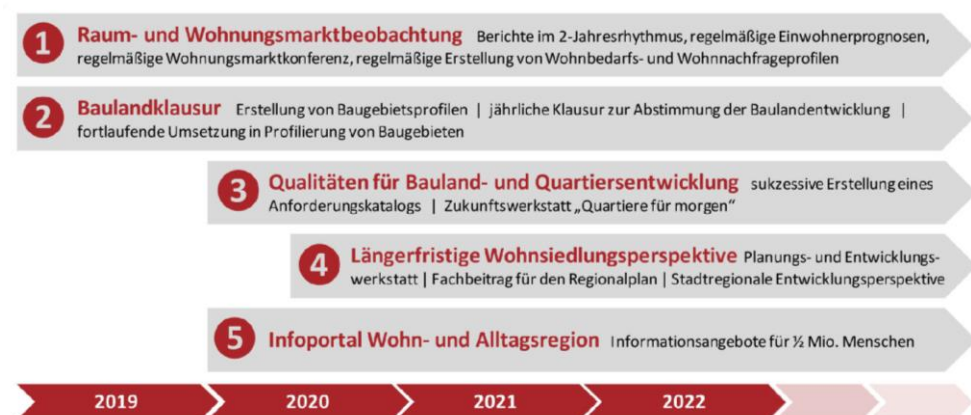 1 Raum- und Wohnungsmarktbeobachtung Berichte im 2-Jahresrhythmus, regelmäßige Einwohnerprognosen,
regelmäßige Wohnungsmarktkonferenz, regelmäßige Erstellung von Wohnbedarfs- und Wohnnachfrageprofilen
2 Baulandklausur Erstellung von Baugebietsprofilen | jährliche Klausur zur Abstimmung der Baulandentwicklung |
fortlaufende Umsetzung in Profilierung von Baugebieten
3 Qualitäten für Bauland- und Quartiersentwicklung sukzessive Erstellung eines
Anforderungskatalogs | Zukunftswerkstatt „Quartiere für morgen“
4 Längerfristige Wohnsiedlungsperspektive Planungs- und Entwicklungs-
werkstatt | Fachbeitrag für den Regionalplan | Stadtregionale Entwicklungsperspektive
5 Infoportal Wohn- und Alltagsregion Informationsangebote für ½ Mio. Menschen
2019 2020 2021 2022